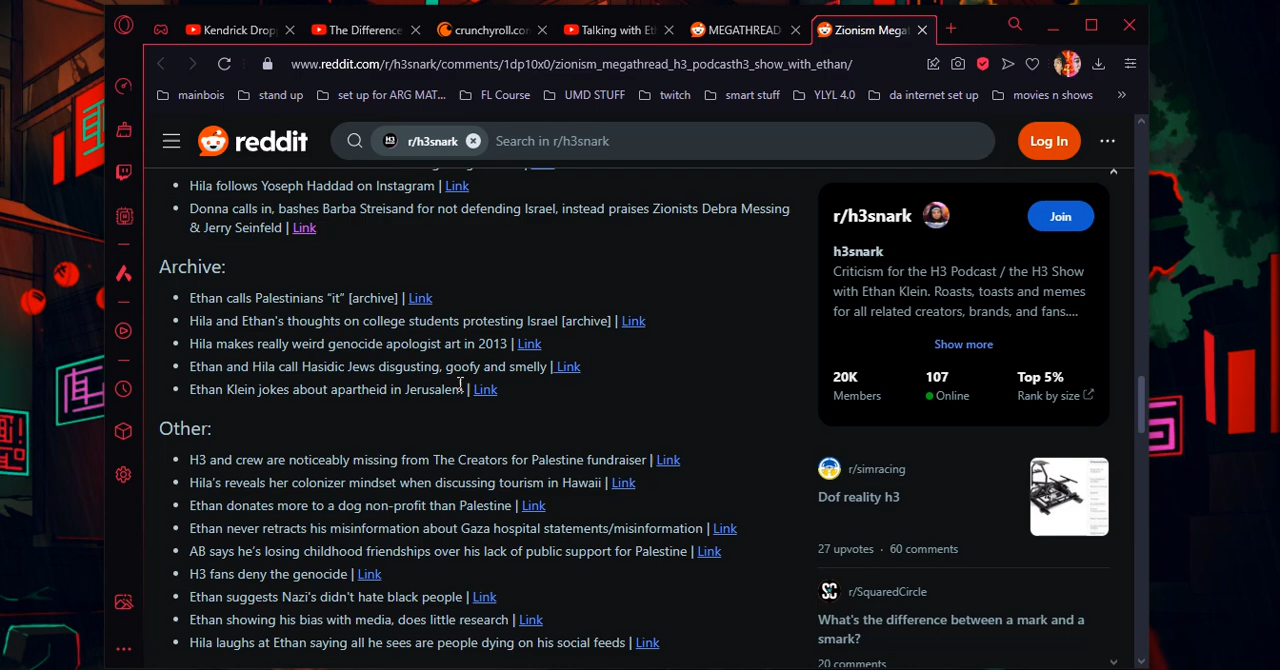 Kendrick Drop
The Difference
crunchyroll.com
Talking with Eth
MEGATHREAD
Zionism Megat
www.reddit.com/r/h3snark/comments/1dp10x0/zionism_megathread_h3_podcasth3_show_with_ethan/
mainbois
stand up
set up for ARG MAT...
FL Course
UMD STUFF
twitch
smart stuff
YLYL 4.0
da internet set up
movies n shows
reddit
r/h3snark
Search in r/h3snark
Log In
Hila follows Yoseph Haddad on Instagram | Link
Donna calls in, bashes Barba Streisand for not defending Israel, instead praises Zionists Debra Messing
& Jerry Seinfeld | Link
Archive:
Ethan calls Palestinians “it” [archive] | Link
Hila and Ethan's thoughts on college students protesting Israel [archive] | Link
Hila makes really weird genocide apologist art in 2013 | Link
Ethan and Hila call Hasidic Jews disgusting, goofy and smelly | Link
Ethan Klein jokes about apartheid in Jerusalem | Link
Other:
H3 and crew are noticeably missing from The Creators for Palestine fundraiser | Link
Hila’s reveals her colonizer mindset when discussing tourism in Hawaii | Link
Ethan donates more to a dog non-profit than Palestine | Link
Ethan never retracts his misinformation about Gaza hospital statements/misinformation | Link
AB says he’s losing childhood friendships over his lack of public support for Palestine | Link
H3 fans deny the genocide | Link
Ethan suggests Nazi’s didn’t hate black people | Link
Ethan showing his bias with media, does little research | Link
Hila laughs at Ethan saying all he sees are people dying on his social feeds | Link
r/h3snark
Join
h3snark
Criticism for the H3 Podcast / the H3 Show
with Ethan Klein. Roasts, toasts and memes
for all related creators, brands, and fans....
Show more
20K
Members
107
Online
Top 5%
Rank by size
r/simracing
Dof reality h3
27 upvotes · 60 comments
r/SquaredCircle
What's the difference between a mark and a
smark?
20 comments